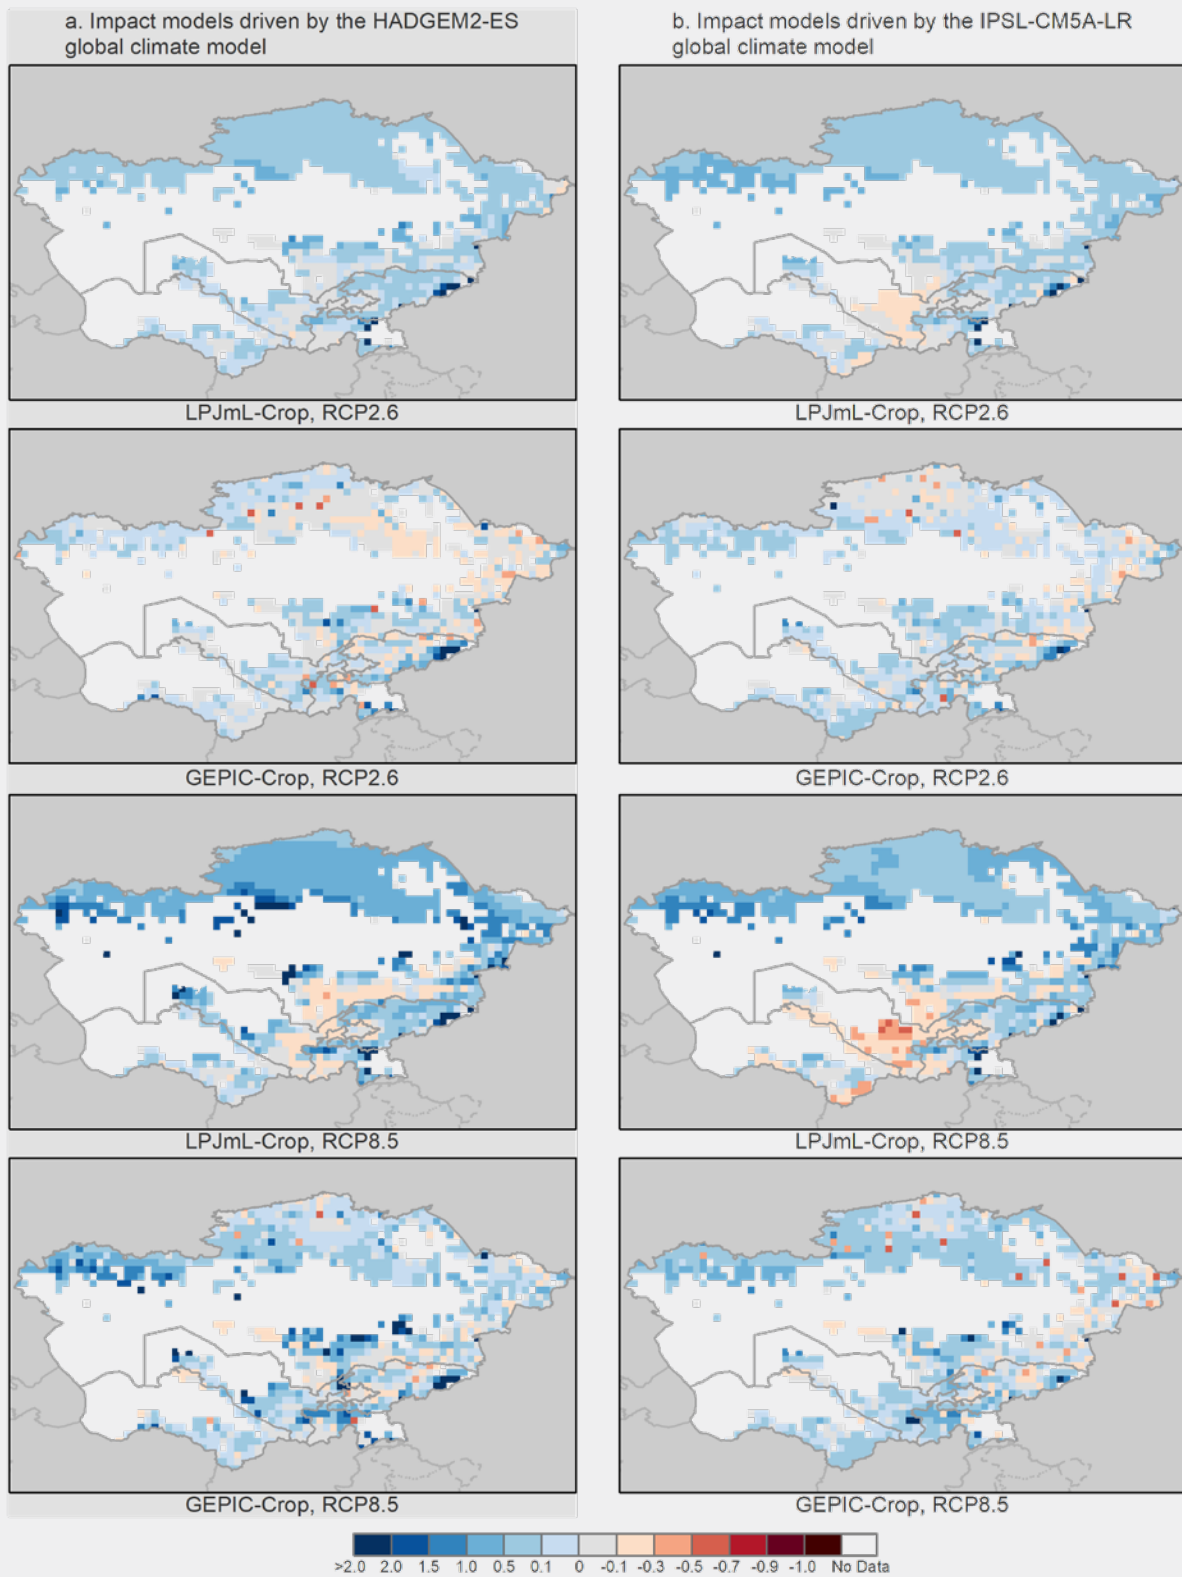 a. Impact models driven by the HADGEM2-ES
global climate model
b. Impact models driven by the IPSL-CM5A-LR
global climate model
LPJmL-Crop, RCP2.6
LPJmL-Crop, RCP2.6
GEPIC-Crop, RCP2.6
GEPIC-Crop, RCP2.6
LPJmL-Crop, RCP8.5
LPJmL-Crop, RCP8.5
GEPIC-Crop, RCP8.5
GEPIC-Crop, RCP8.5
>2.0 2.0 1.5 1.0 0.5 0.1 0 -0.1 -0.3 -0.5 -0.7 -0.9 -1.0 No Data